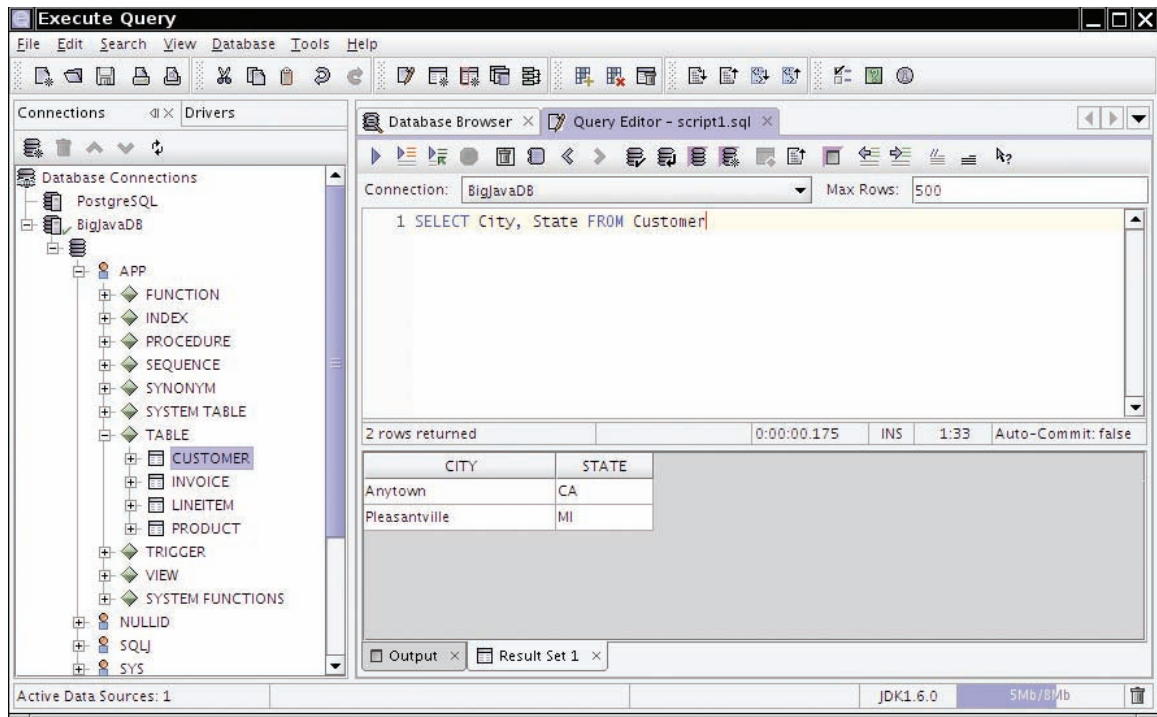 Execute Query
File Edit Search View Database Tools Help
Connections Drivers
Database Connections
PostgreSQL
BigJavaDB
APP
FUNCTION
INDEX
PROCEDURE
SEQUENCE
SYNONYM
SYSTEM TABLE
TABLE
CUSTOMER
INVOICE
LINEITEM
PRODUCT
TRIGGER
VIEW
SYSTEM FUNCTIONS
NULLID
SQLJ
SYS
Database Browser Query Editor - script1.sql
Connection: BigJavaDB Max Rows: 500
1 SELECT City, State FROM Customer
2 rows returned 0:00:00.175 INS 1:33 Auto-Commit: false
CITY STATE
Anytown CA
Pleasantville MI
Output Result Set 1
Active Data Sources: 1 JDK1.6.0 5Mb/8Mb